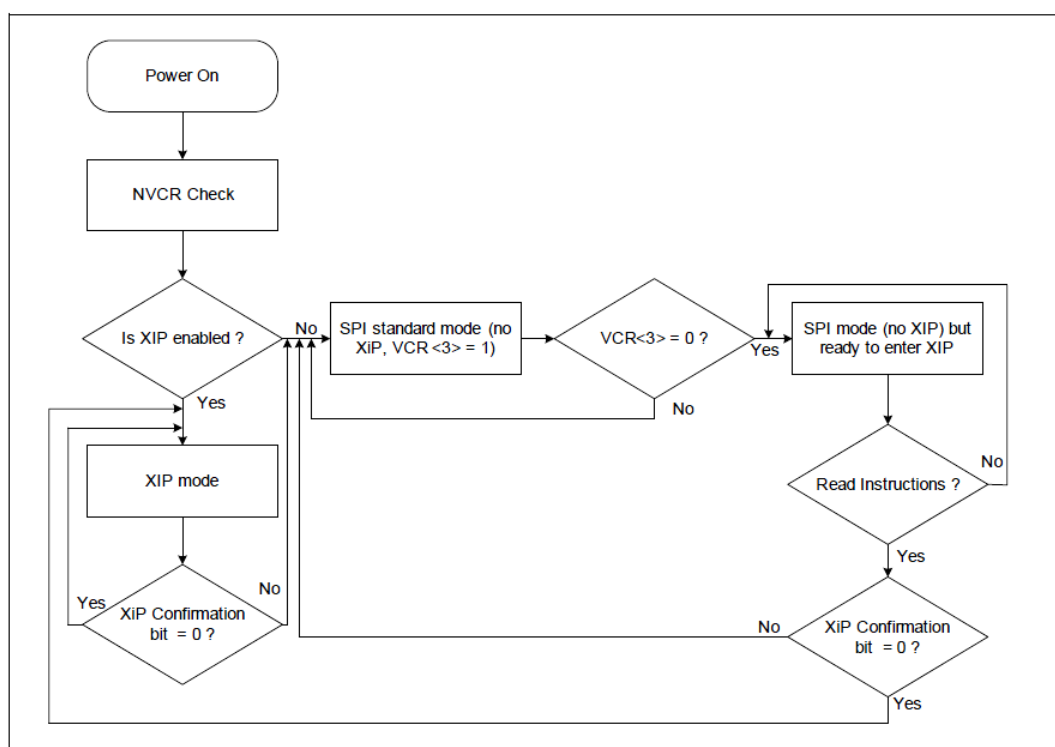 Power On
NVCR Check
Is XIP enabled ?
No
SPI standard mode (no
XiP, VCR <3> = 1)
VCR<3> = 0 ?
Yes
SPI mode (no XIP) but
ready to enter XIP
Yes
No
XIP mode
Read Instructions ?
No
Yes
Yes
XiP Confirmation
bit = 0 ?
No
No
XiP Confirmation
bit = 0 ?
Yes